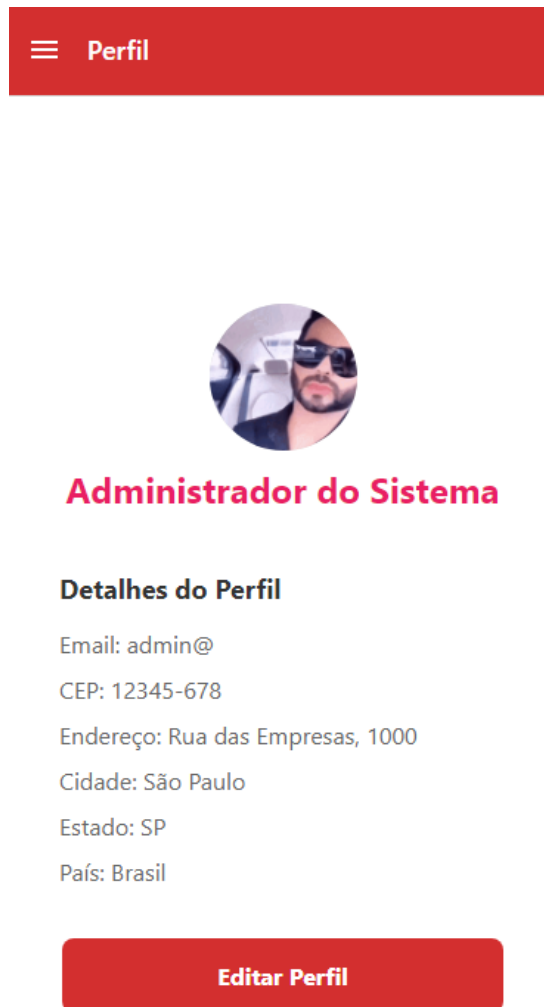 Perfil
Administrador do Sistema
Detalhes do Perfil
Email: admin@
CEP: 12345-678
Endereço: Rua das Empresas, 1000
Cidade: São Paulo
Estado: SP
País: Brasil
Editar Perfil